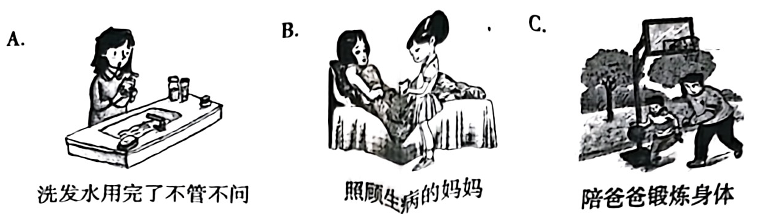 A.
B.
C.
洗发水用完了不管不问
照顾生病的妈妈
陪爸爸锻炼身体